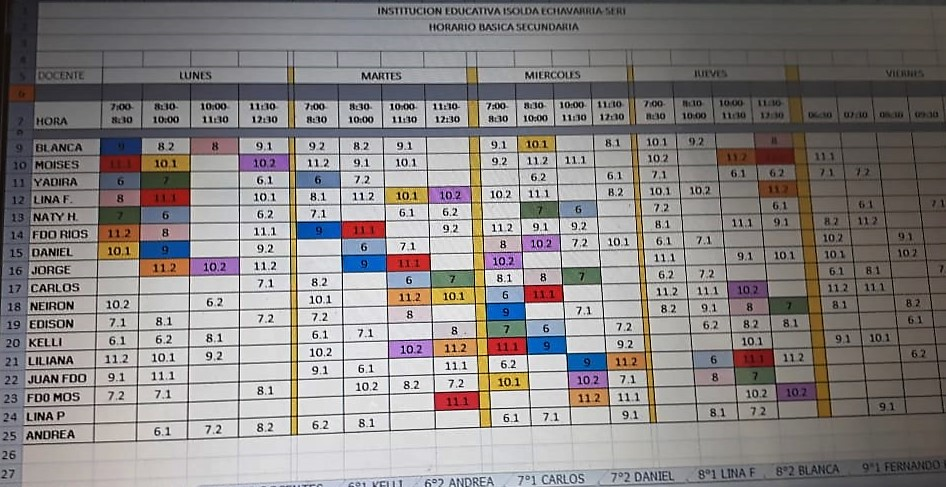 INSTITUCION EDUCATIVA ISOLDA ECHAVARRIA-SERI
HORARIO BASICA SECUNDARIA
5 DOCENTE LUNES MARTES MIERCOLES JUEVES VIERNES
6
7 HORA 7:00-8:30 8:30-10:00 10:00-11:30 11:30-12:30 7:00-8:30 8:30-10:00 10:00-11:30 11:30-12:30 7:00-8:30 8:30-10:00 10:00-11:30 11:30-12:30 7:00-8:30 8:30-10:00 10:00-11:30 11:30-12:30 06:30 07:30 08:30 09:30
8
9 BLANCA 9 8.2 8 9.1 9.2 8.2 9.1 9.1 10.1 8.1 10.1 9.2 8
10 MOISES 11.1 10.1 10.2 11.2 9.1 10.1 9.2 11.2 11.1 10.2 11.2 11.1
11 YADIRA 6 7 6.1 6 7.2 6.2 6.1 7.1 6.1 6.2 7.1 7.2
12 LINA F. 8 11.1 10.1 8.1 11.2 10.1 10.2 10.2 11.1 8.2 10.1 10.2 11.2
13 NATY H. 7 6 6.2 7.1 6.1 6.2 7 6 7.2 6.1 6.1 7.1
14 FDO RIOS 11.2 8 11.1 9 11.1 9.2 11.2 9.1 9.2 8.1 11.1 9.1 8.2 11.2
15 DANIEL 10.1 9 9.2 6 7.1 8 10.2 7.2 10.1 6.1 7.1 10.2 9.1
16 JORGE 11.2 10.2 11.2 9 11.1 10.2 11.1 9.1 10.1 10.1 10.2
17 CARLOS 7.1 8.2 6 7 8.1 8 7 6.2 7.2 6.1 8.1 7
18 NEIRON 10.2 6.2 10.1 11.2 10.1 6 11.1 11.2 11.1 10.2 11.2 11.1
19 EDISON 7.1 8.1 7.2 7.2 8 9 7.1 8.2 9.1 8 7 8.1 8.2
20 KELLI 6.1 6.2 8.1 6.1 7.1 8 7 6 7.2 6.2 8.2 8.1 6.1
21 LILIANA 11.2 10.1 9.2 10.2 10.2 11.2 11.1 9 9.2 10.1 9.1 10.1
22 JUAN FDO 9.1 11.1 9.1 6.1 11.1 6.2 9 11.2 6 11.1 11.2 6.2
23 FDO MOS 7.2 7.1 8.1 10.2 8.2 7.2 10.1 10.2 7.1 8 7
24 LINA P 11.1 11.2 11.1 10.2 10.2
25 ANDREA 6.1 7.2 8.2 6.2 8.1 6.1 7.1 9.1 8.1 7.2 9.1
26
27
6°1 KELLI 6°2 ANDREA 7°1 CARLOS 7°2 DANIEL 8°1 LINA F 8°2 BLANCA 9°1 FERNANDO